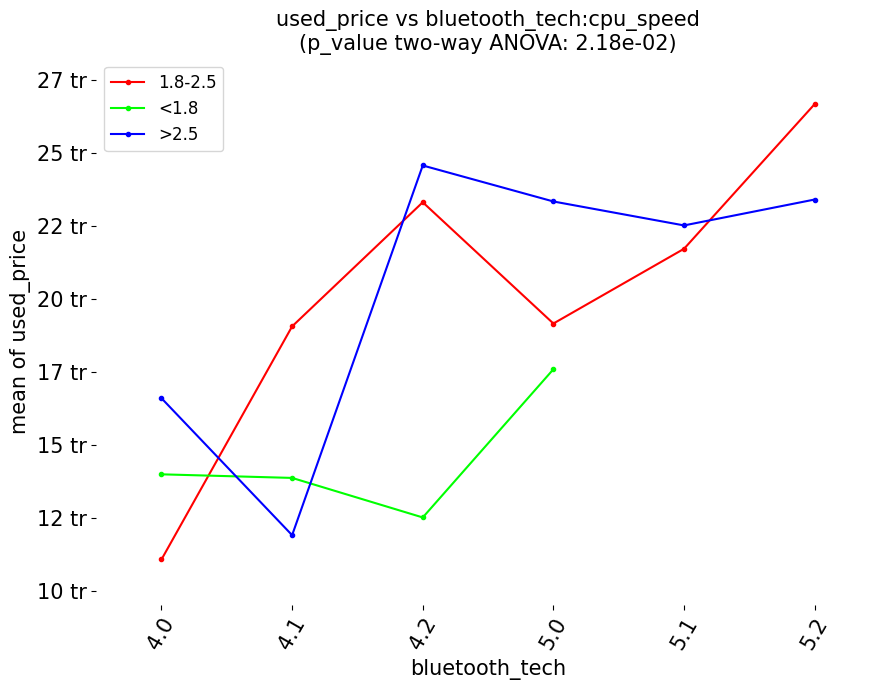 used_price vs bluetooth_tech:cpu_speed
(p_value two-way ANOVA: 2.18e-02)
1.8-2.5
<1.8
>2.5
27 tr
25 tr
22 tr
20 tr
17 tr
15 tr
12 tr
10 tr
mean of used_price
4.0
4.1
4.2
5.0
5.1
5.2
bluetooth_tech